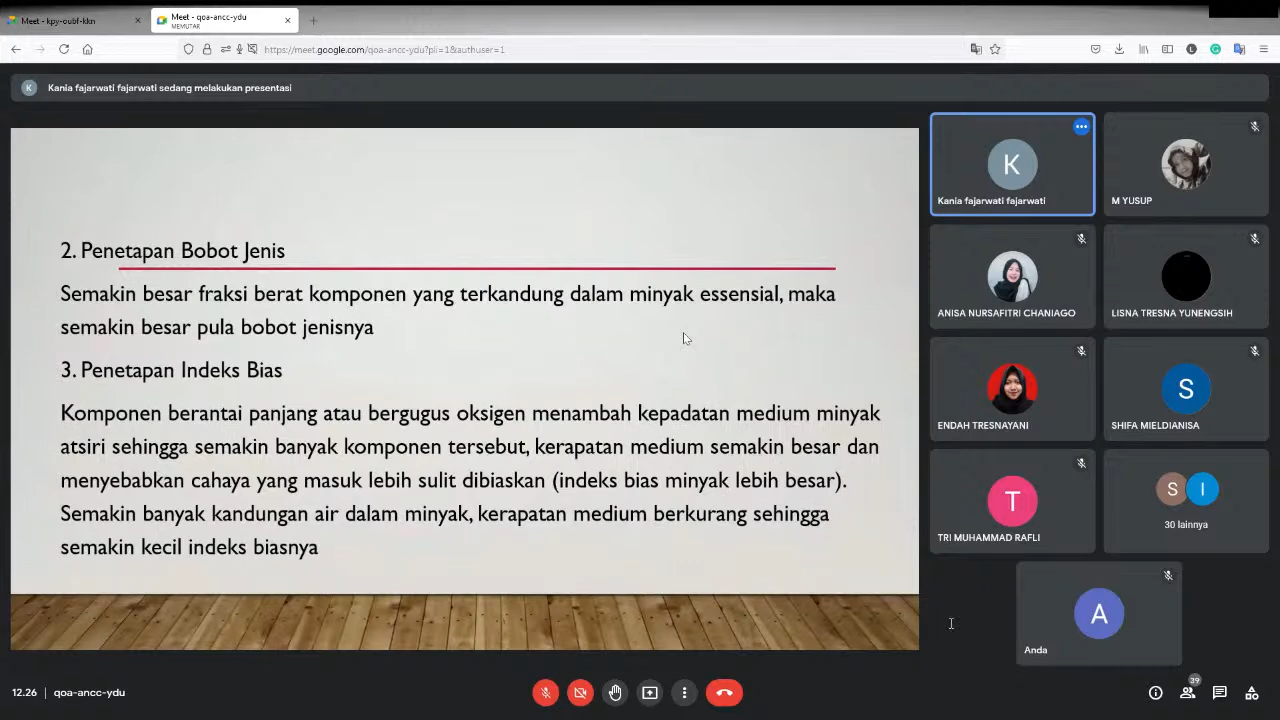 Meet - kpy-oubf-kkn
Meet - qoa-ancc-ydu
MEMUTAR
https://meet.google.com/qoa-ancc-ydu?pli=1&authuser=1
K
Kania fajarwati fajarwati sedang melakukan presentasi
2. Penetapan Bobot Jenis
Semakin besar fraksi berat komponen yang terkandung dalam minyak essensial, maka
semakin besar pula bobot jenisnya
3. Penetapan Indeks Bias
Komponen berantai panjang atau bergugus oksigen menambah kepadatan medium minyak
atsiri sehingga semakin banyak komponen tersebut, kerapatan medium semakin besar dan
menyebabkan cahaya yang masuk lebih sulit dibiaskan (indeks bias minyak lebih besar).
Semakin banyak kandungan air dalam minyak, kerapatan medium berkurang sehingga
semakin kecil indeks biasnya
K
Kania fajarwati fajarwati
M YUSUP
ANISA NURSAFITRI CHANIAGO
LISNA TRESNA YUNENGSIH
ENDAH TRESNAYANI
S
SHIFA MIELDIANISA
T
TRI MUHAMMAD RAFLI
S I
30 lainnya
A
Anda
12.26 | qoa-ancc-ydu
39